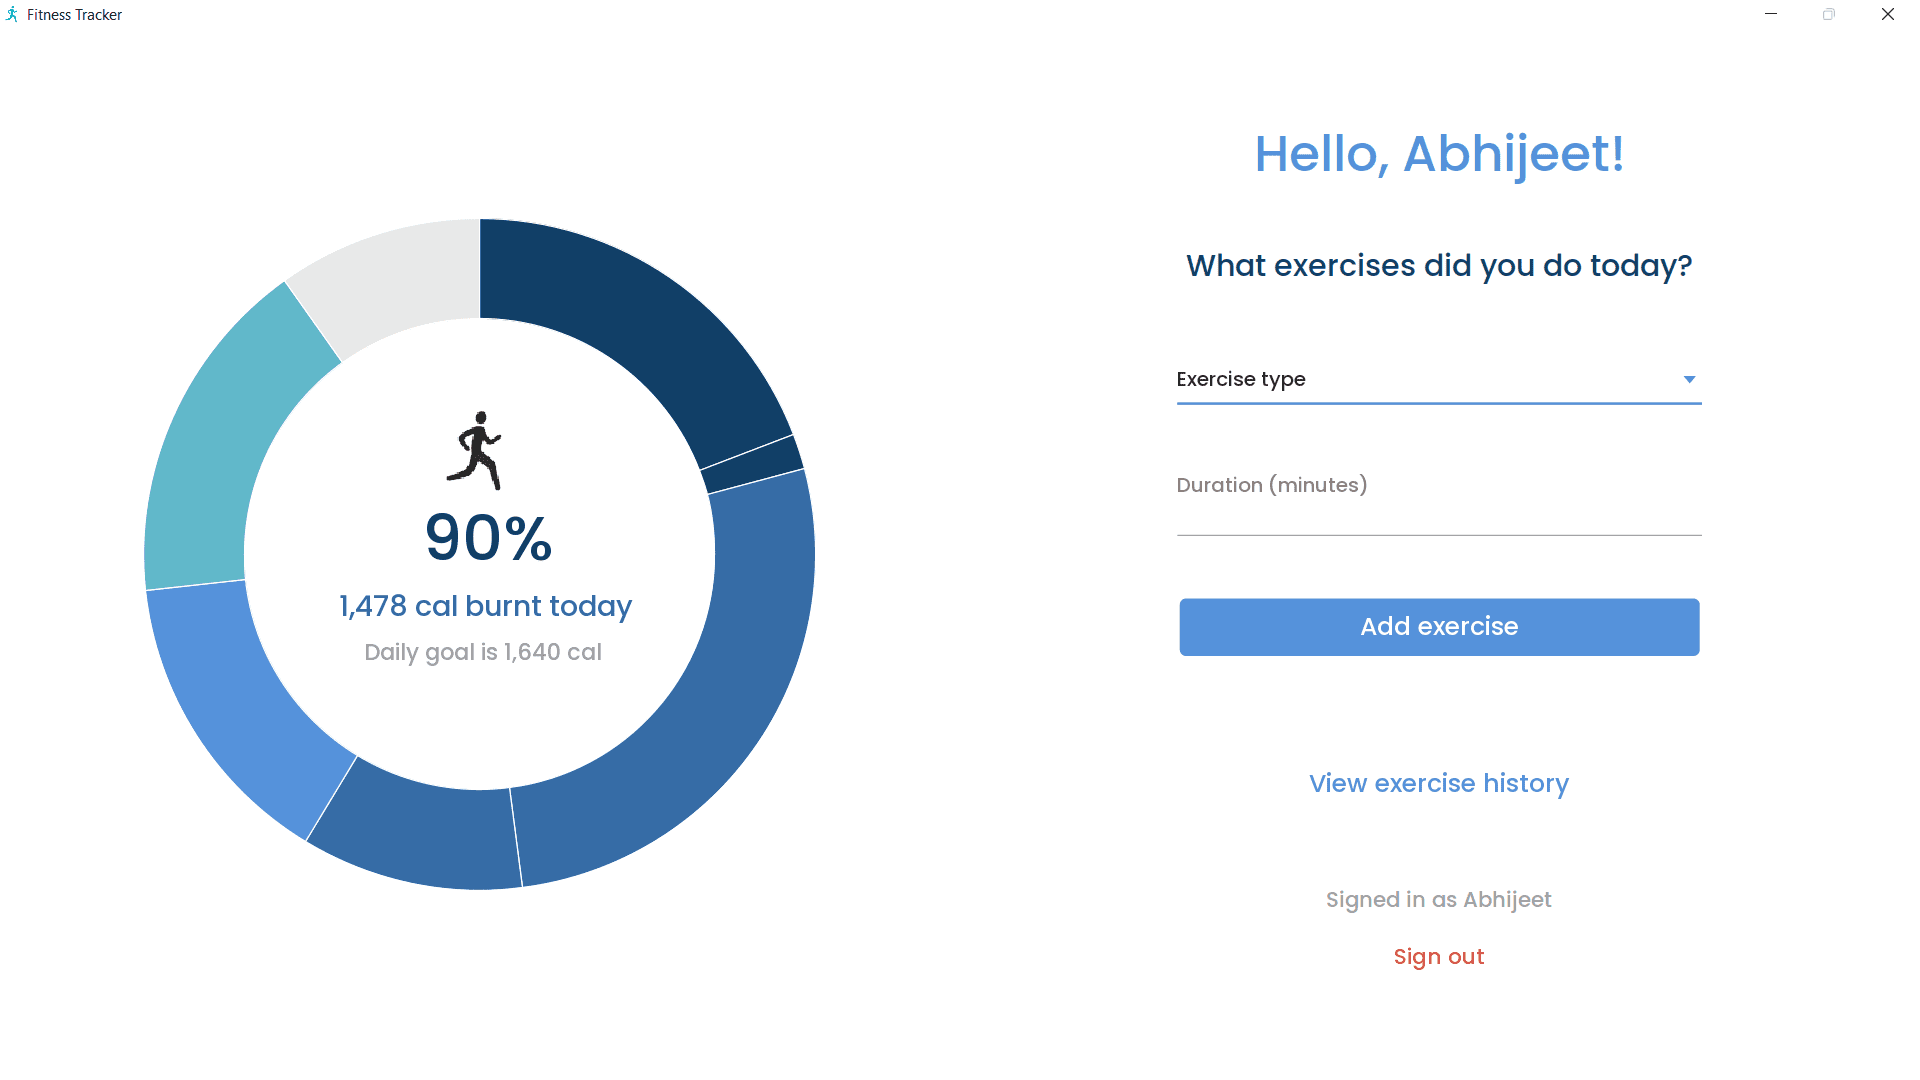 Fitness Tracker
90%
1,478 cal burnt today
Daily goal is 1,640 cal
Hello, Abhijeet!
What exercises did you do today?
Exercise type
Duration (minutes)
Add exercise
View exercise history
Signed in as Abhijeet
Sign out